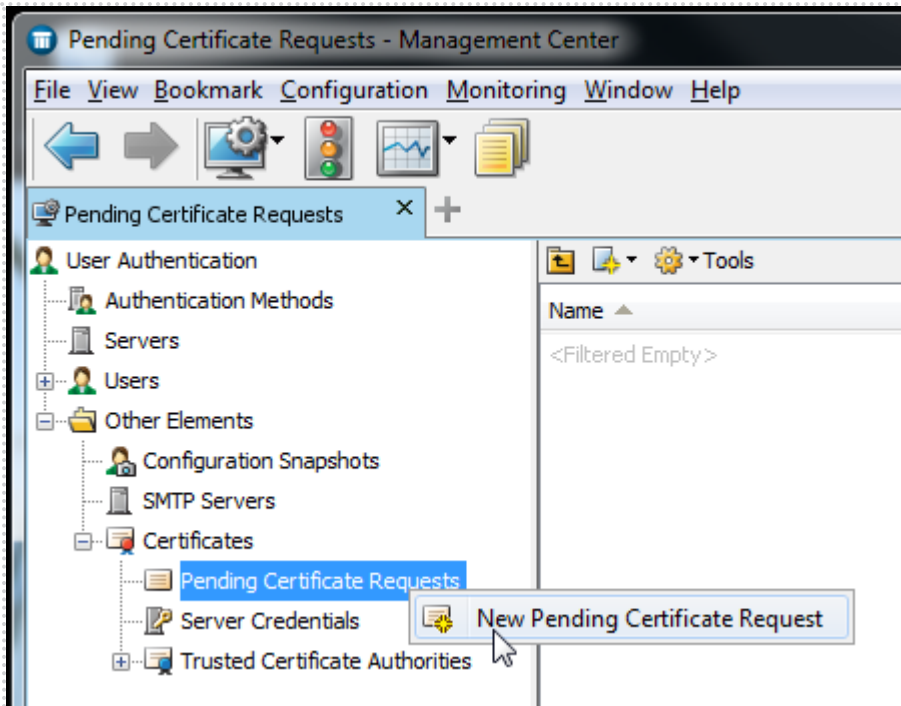 Pending Certificate Requests - Management Center
File View Bookmark Configuration Monitoring Window Help
Pending Certificate Requests
User Authentication
Tools
Authentication Methods
Name
Servers
<Filtered Empty>
Users
Other Elements
Configuration Snapshots
SMTP Servers
Certificates
Pending Certificate Requests
New Pending Certificate Request
Server Credentials
Trusted Certificate Authorities